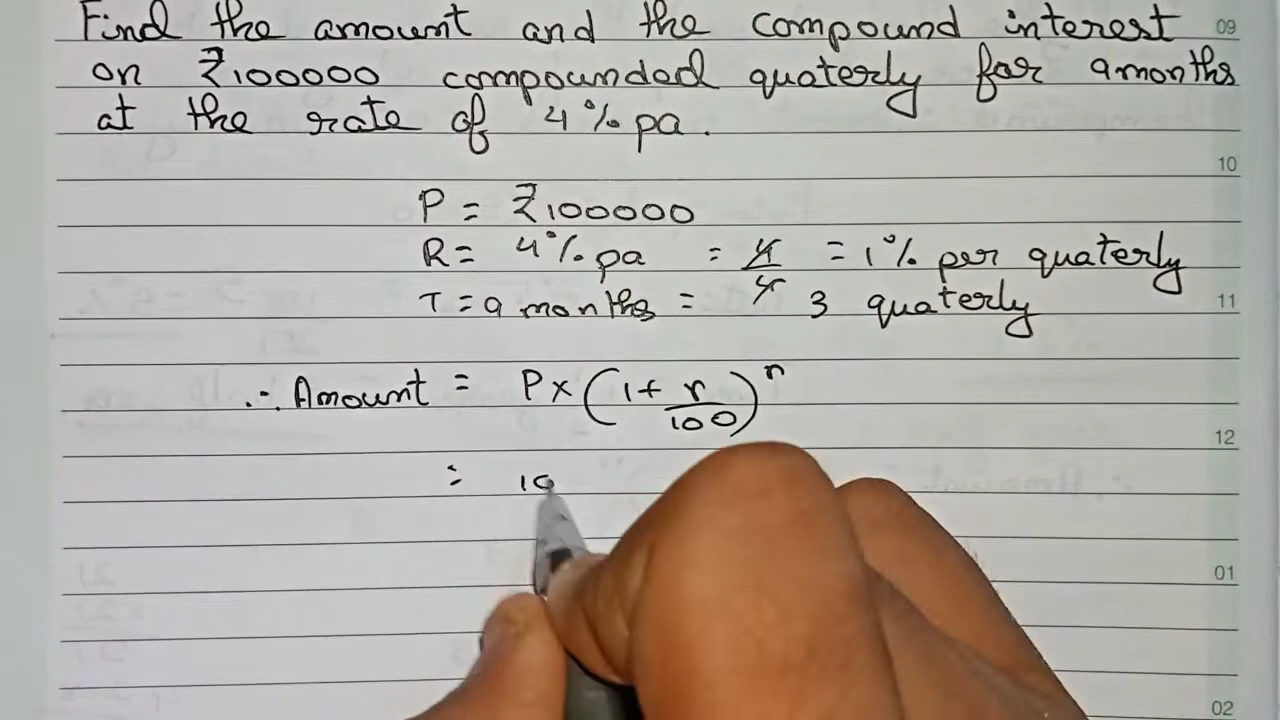 Find the amount and the compound interest 09
on ₹100000 compounded quaterly for 9months
at the rate of 4% pa.
10
P = ₹100000
R = 4% pa = 4/4 = 1% per quaterly
T = 9 months = 3 quaterly 11
∴ Amount = P × (1 + r/100)^n
12
= 10
01
02